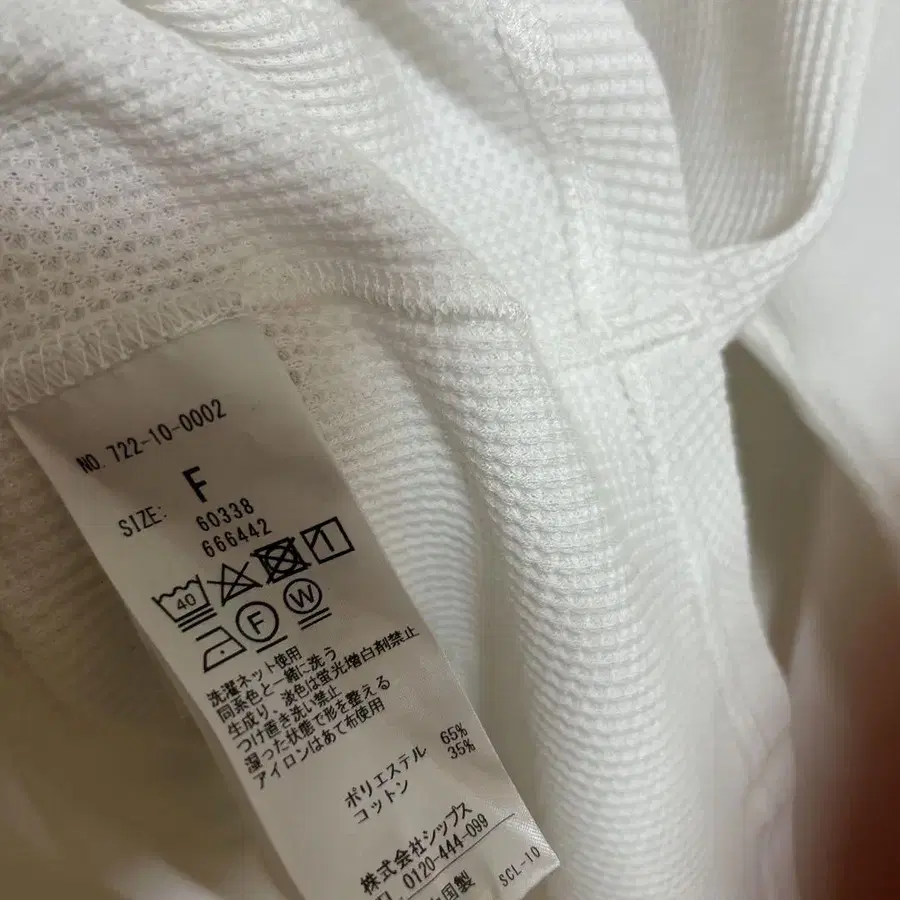 NO. 722-10-0002
SIZE: F
60338
666442
40
F W
洗濯ネット使用
同系色と一緒に洗う
生成り、淡色は蛍光増白剤禁止
つけ置き洗い禁止
湿った状態で形を整える
アイロンはあて布使用
ポリエステル 65%
コットン 35%
株式会社シップス
0120-444-099
国製 SCL-10